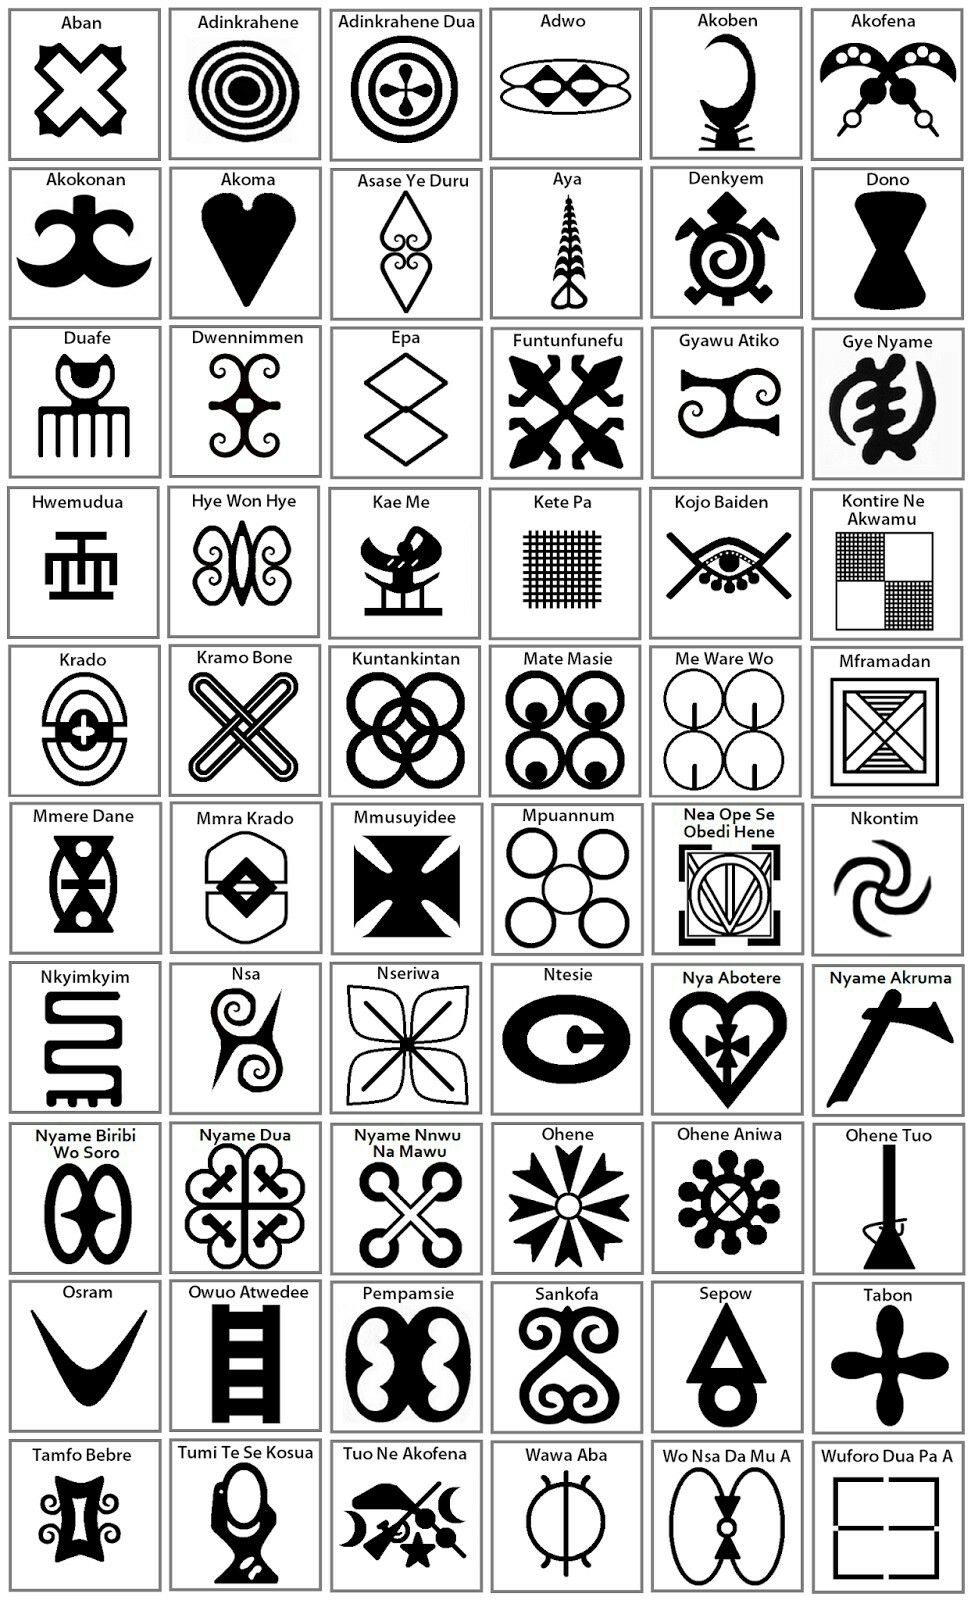 Aban
Adinkrahene
Adinkrahene Dua
Adwo
Akoben
Akofena
Akokonan
Akoma
Asase Ye Duru
Aya
Denkyem
Dono
Duafe
Dwennimmen
Epa
Funtunfunefu
Gyawu Atiko
Gye Nyame
Hwemudua
Hye Won Hye
Kae Me
Kete Pa
Kojo Baiden
Kontire Ne
Akwamu
Krado
Kramo Bone
Kuntankintan
Mate Masie
Me Ware Wo
Mframadan
Mmere Dane
Mmra Krado
Mmusuyidee
Mpuannum
Nea Ope Se
Obedi Hene
Nkontim
Nkyimkyim
Nsa
Nseriwa
Ntesie
Nya Abotere
Nyame Akruma
Nyame Biribi
Wo Soro
Nyame Dua
Nyame Nnwu
Na Mawu
Ohene
Ohene Aniwa
Ohene Tuo
Osram
Owuo Atwedee
Pempamsie
Sankofa
Sepow
Tabon
Tamfo Bebre
Tumi Te Se Kosua
Tuo Ne Akofena
Wawa Aba
Wo Nsa Da Mu A
Wuforo Dua Pa A